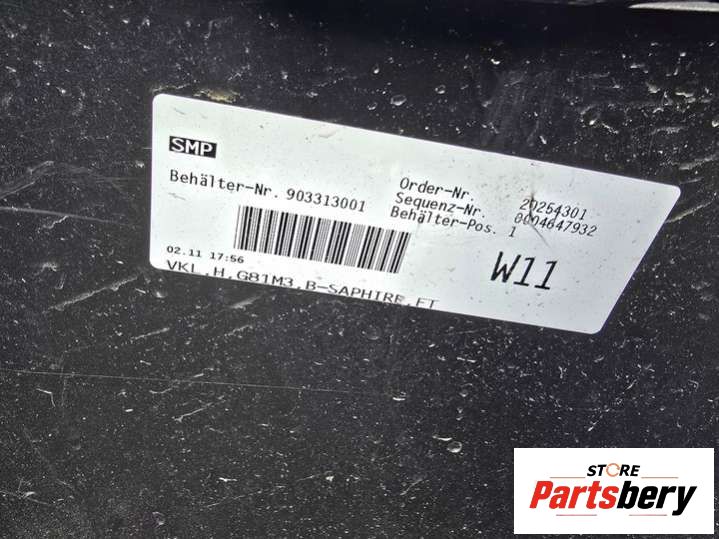 SMP
Behälter-Nr. 903313001
Order-Nr. 20254301
Sequenz-Nr. 0004647932
Behälter-Pos. 1
02.11 17:56
W11
VKL,H,G81M3,B-SAPHIRE,FT
STORE
Partsbery